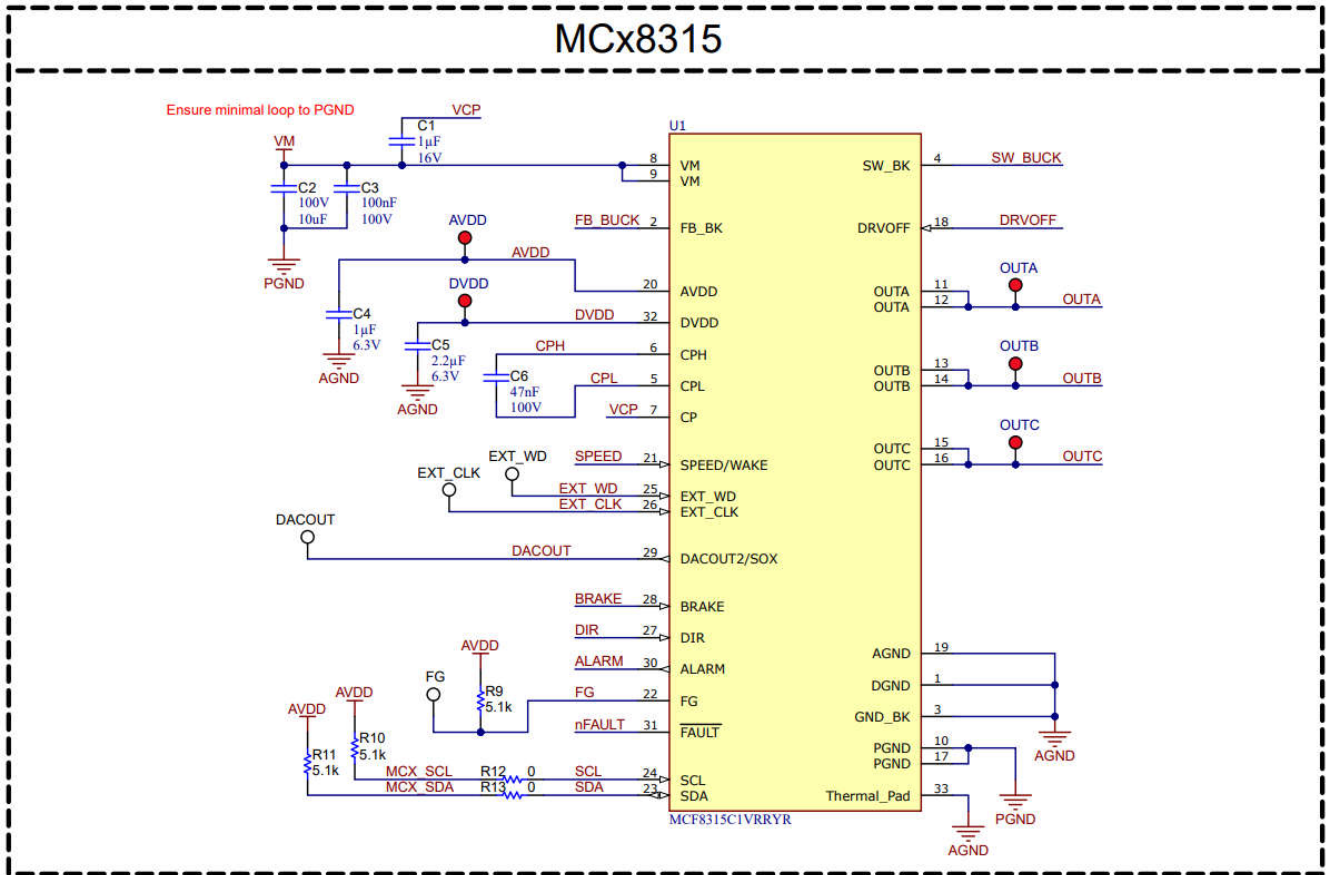 MCx8315
Ensure minimal loop to PGND
VCP
C1
1µF
16V
VM
C2
100V
10uF
C3
100nF
100V
PGND
U1
8 VM
9 VM
FB_BUCK 2 FB_BK
AVDD
AVDD
20 AVDD
DVDD
DVDD 32 DVDD
C4
1µF
6.3V
AGND
C5
2.2µF
6.3V
AGND
CPH 6 CPH
C6
47nF
100V
CPL 5 CPL
VCP 7 CP
SPEED 21 SPEED/WAKE
EXT_WD
EXT_CLK
EXT_WD 25 EXT_WD
EXT_CLK 26 EXT_CLK
DACOUT
DACOUT 29 DACOUT2/SOX
BRAKE 28 BRAKE
DIR 27 DIR
ALARM 30 ALARM
AVDD
FG
R9
5.1k
FG 22 FG
nFAULT 31 FAULT
AVDD
R10
5.1k
AVDD
R11
5.1k
MCX_SCL R12 0 SCL 24 SCL
MCX_SDA R13 0 SDA 23 SDA
MCF8315C1VRRYR
SW_BK 4 SW_BUCK
DRVOFF 18 DRVOFF
OUTA
OUTA 11
OUTA 12 OUTA
OUTB
OUTB 13
OUTB 14 OUTB
OUTC
OUTC 15
OUTC 16 OUTC
AGND 19
DGND 1
GND_BK 3
AGND
PGND 10
PGND 17
PGND
Thermal_Pad 33
AGND